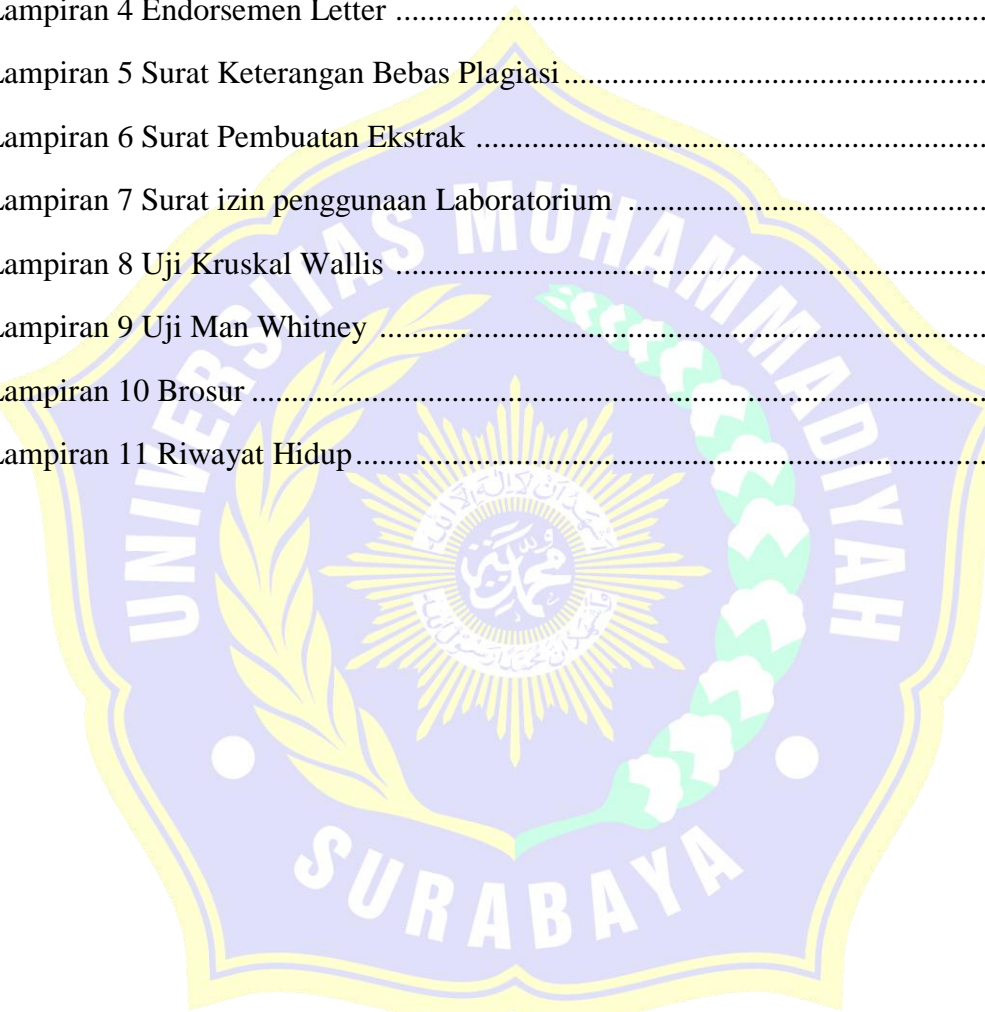 Lampiran 4 Endorsemen Letter ....................................................................
Lampiran 5 Surat Keterangan Bebas Plagiasi ................................................
Lampiran 6 Surat Pembuatan Ekstrak ..........................................................
Lampiran 7 Surat izin penggunaan Laboratorium .........................................
Lampiran 8 Uji Kruskal Wallis ....................................................................
Lampiran 9 Uji Man Whitney ......................................................................
Lampiran 10 Brosur .....................................................................................
Lampiran 11 Riwayat Hidup ........................................................................
UNIVERSITAS MUHAMMADIYAH
SURABAYA